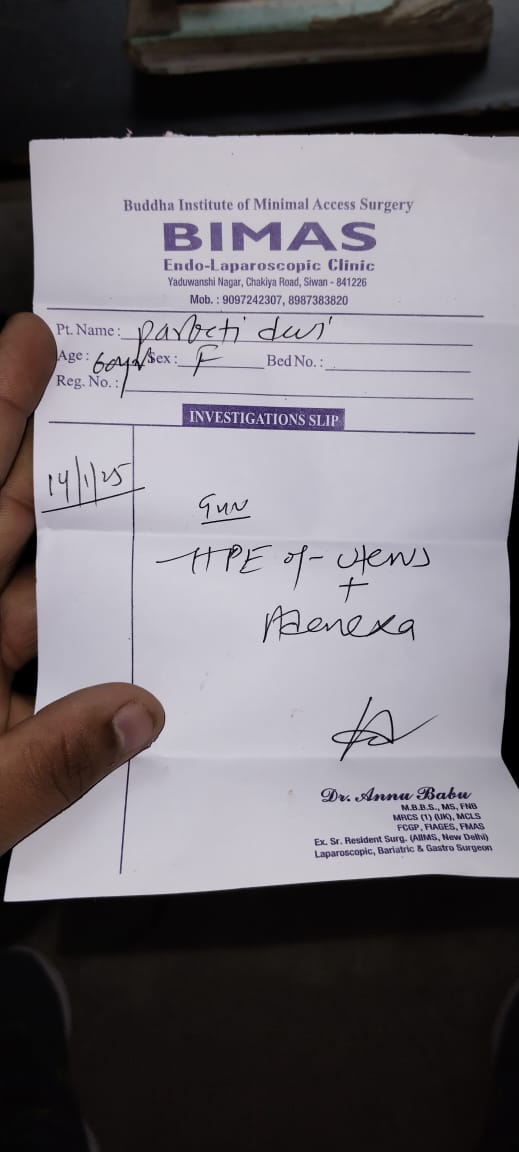 Buddha Institute of Minimal Access Surgery
BIMAS
Endo-Laparoscopic Clinic
Yaduwanshi Nagar, Chakiya Road, Siwan - 841226
Mob. : 9097242307, 8987383820
Pt. Name : Parbeti devi
Age : 60yrs Sex : F Bed No. :
Reg. No. :
INVESTIGATIONS SLIP
14/1/25
HPE of - uterus
+
Adenexa
Dr. Annu Babu
M.B.B.S., MS, FNB
MRCS (1) (UK), MCLS
FCGP, FIAGES, FMAS
Ex. Sr. Resident Surg. (AIIMS, New Delhi)
Laparoscopic, Bariatric & Gastro Surgeon